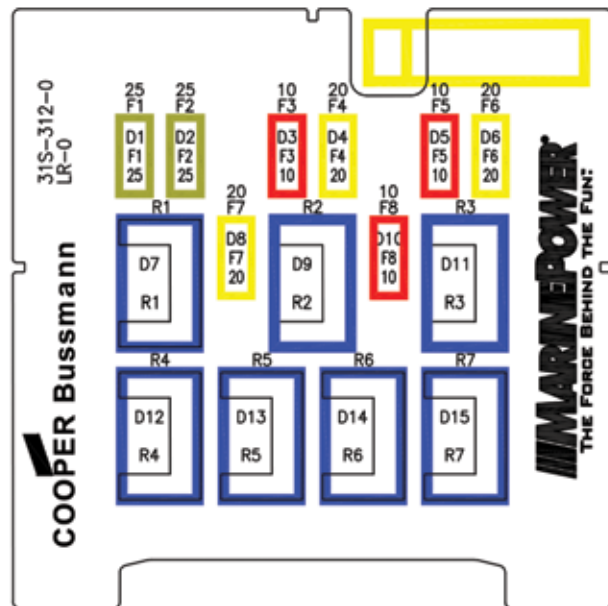 31S-312-0
LR-0
25 25 10 20 10 20
F1 F2 F3 F4 F5 F6
D1 D2 D3 D4 D5 D6
F1 F2 F3 F4 F5 F6
25 25 10 20 10 20
20 10
R1 F7 R2 F8 R3
D8 D10
F7 F8
20 10
D7 D9 D11
R1 R2 R3
R4 R5 R6 R7
D12 D13 D14 D15
R4 R5 R6 R7
COOPER Bussmann
MARINEPOWER®
THE FORCE BEHIND THE FUN!